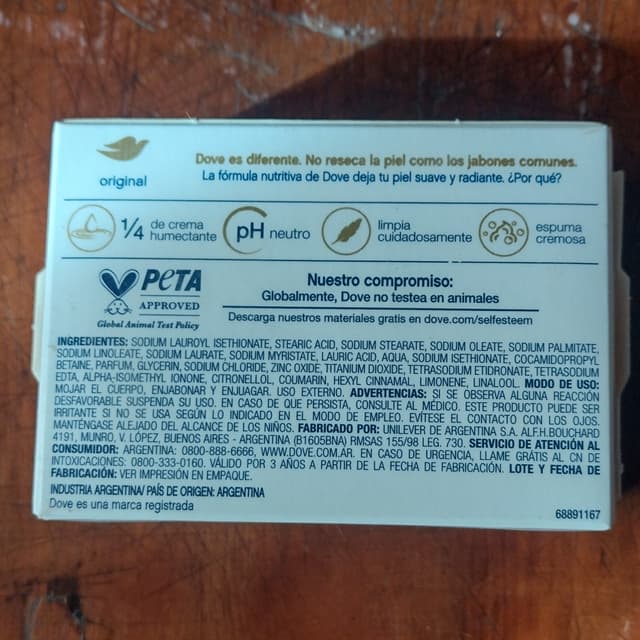 original
Dove es diferente. No reseca la piel como los jabones comunes.
La fórmula nutritiva de Dove deja tu piel suave y radiante. ¿Por qué?
1/4 de crema humectante
pH neutro
limpia cuidadosamente
espuma cremosa
PETA
APPROVED
Global Animal Test Policy
Nuestro compromiso:
Globalmente, Dove no testea en animales
Descarga nuestros materiales gratis en dove.com/selfesteem
INGREDIENTES: SODIUM LAUROYL ISETHIONATE, STEARIC ACID, SODIUM STEARATE, SODIUM OLEATE, SODIUM PALMITATE,
SODIUM LINOLEATE, SODIUM LAURATE, SODIUM MYRISTATE, LAURIC ACID, AQUA, SODIUM ISETHIONATE, COCAMIDOPROPYL
BETAINE, PARFUM, GLYCERIN, SODIUM CHLORIDE, ZINC OXIDE, TITANIUM DIOXIDE, TETRASODIUM ETIDRONATE, TETRASODIUM
EDTA, ALPHA-ISOMETHYL IONONE, CITRONELLOL, COUMARIN, HEXYL CINNAMAL, LIMONENE, LINALOOL. MODO DE USO:
MOJAR EL CUERPO, ENJABONAR Y ENJUAGAR. USO EXTERNO. ADVERTENCIAS: SI SE OBSERVA ALGUNA REACCIÓN
DESFAVORABLE SUSPENDA SU USO. EN CASO DE QUE PERSISTA, CONSULTE AL MÉDICO. ESTE PRODUCTO PUEDE SER
IRRITANTE SI NO SE USA SEGÚN LO INDICADO EN EL MODO DE EMPLEO. EVÍTESE EL CONTACTO CON LOS OJOS.
MANTÉNGASE ALEJADO DEL ALCANCE DE LOS NIÑOS. FABRICADO POR: UNILEVER DE ARGENTINA S.A. ALF.H.BOUCHARD
4191, MUNRO, V. LÓPEZ, BUENOS AIRES - ARGENTINA (B1605BNA) RMSAS 155/98 LEG. 730. SERVICIO DE ATENCIÓN AL
CONSUMIDOR: ARGENTINA: 0800-888-6666, WWW.DOVE.COM.AR. EN CASO DE URGENCIA, LLAME GRATIS AL CN DE
INTOXICACIONES: 0800-333-0160. VÁLIDO POR 3 AÑOS A PARTIR DE LA FECHA DE FABRICACIÓN. LOTE Y FECHA DE
FABRICACIÓN: VER IMPRESIÓN EN EMPAQUE.
INDUSTRIA ARGENTINA/ PAÍS DE ORIGEN: ARGENTINA
Dove es una marca registrada
68891167